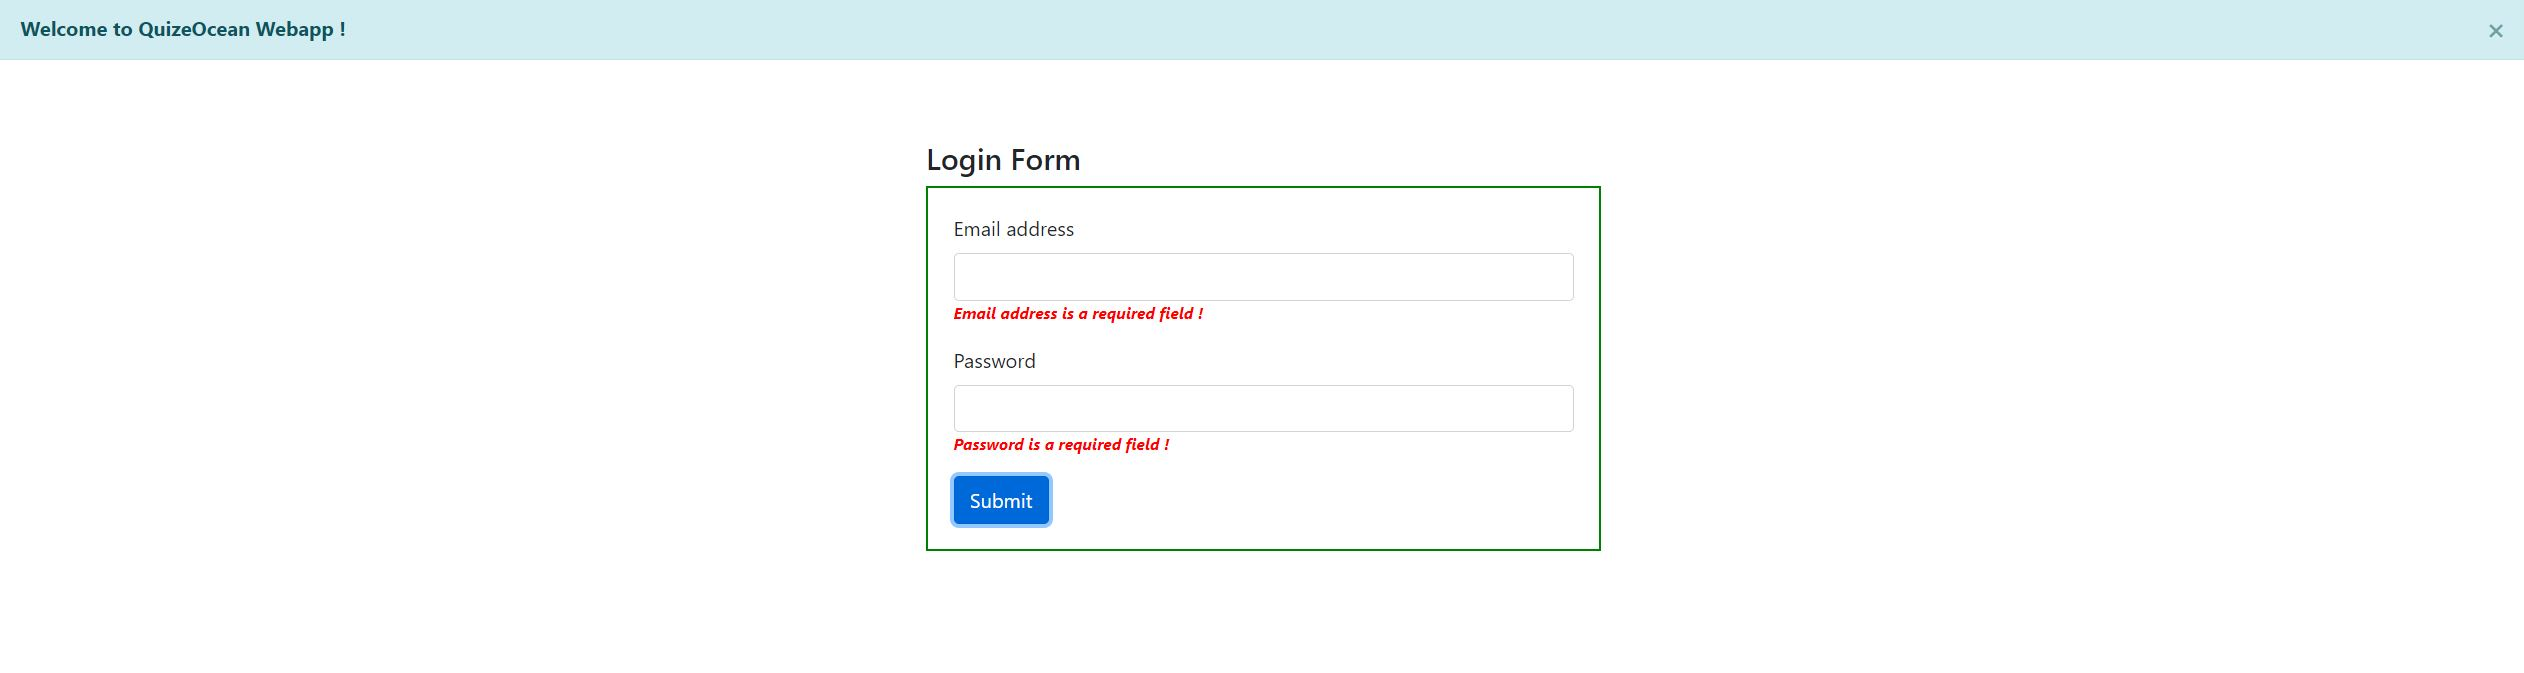 Welcome to QuizeOcean Webapp !
×
Login Form
Email address
Email address is a required field !
Password
Password is a required field !
Submit